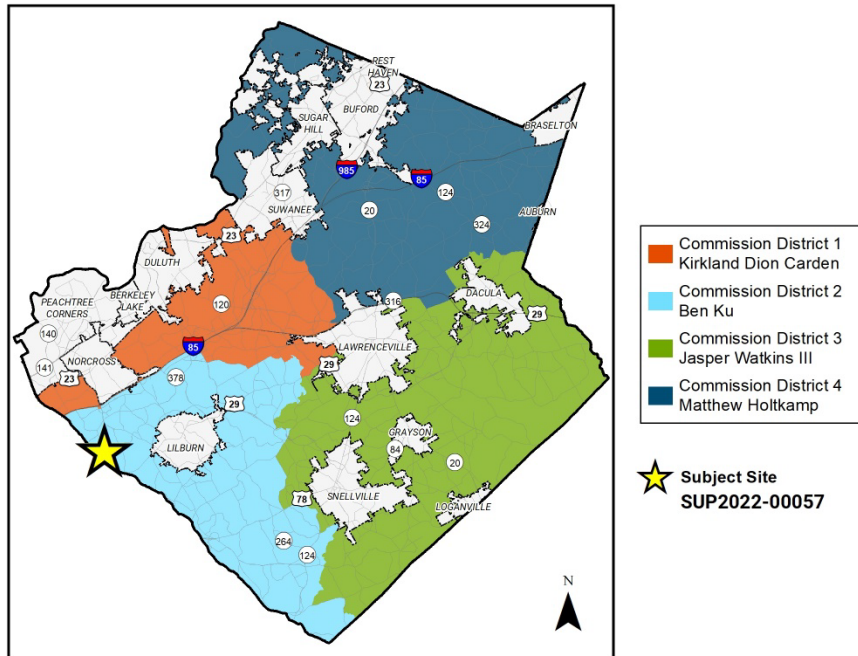 REST
HAVEN
23
BUFORD
SUGAR
HILL
BRASELTON
985
85
317
SUWANEE
20
124
324
AUBURN
23
DULUTH
BERKELEY
LAKE
PEACHTREE
CORNERS
120
316
DACULA
29
140
141
NORCROSS
85
LAWRENCEVILLE
29
23
378
29
LILBURN
124
GRAYSON
84
20
SNELLVILLE
78
LOGANVILLE
264
124
N
Commission District 1
Kirkland Dion Carden
Commission District 2
Ben Ku
Commission District 3
Jasper Watkins III
Commission District 4
Matthew Holtkamp
Subject Site
SUP2022-00057